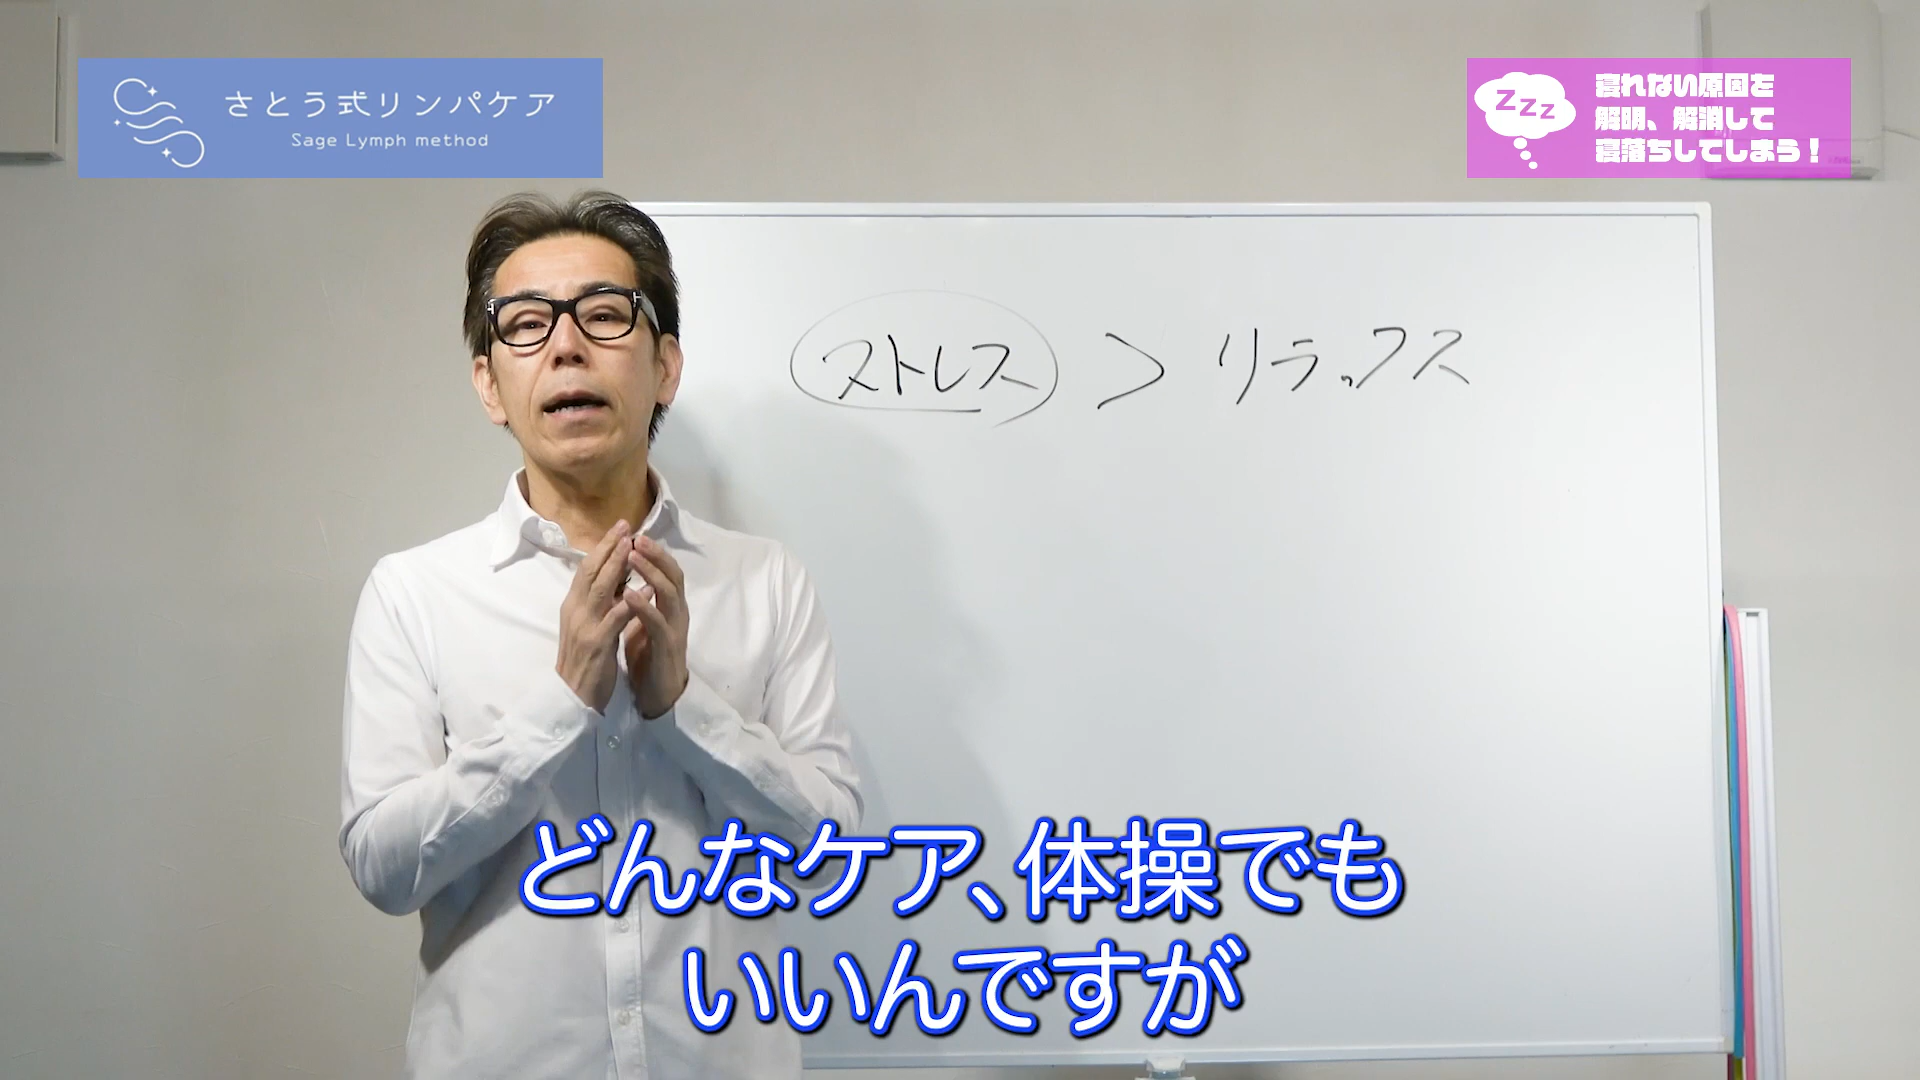 さとう式リンパケア
Sage Lymph method
zzz
寝れない原因を
解明、解消して
寝落ちしてしまう！
ストレス > リラックス
どんなケア、体操でも
いいんですが